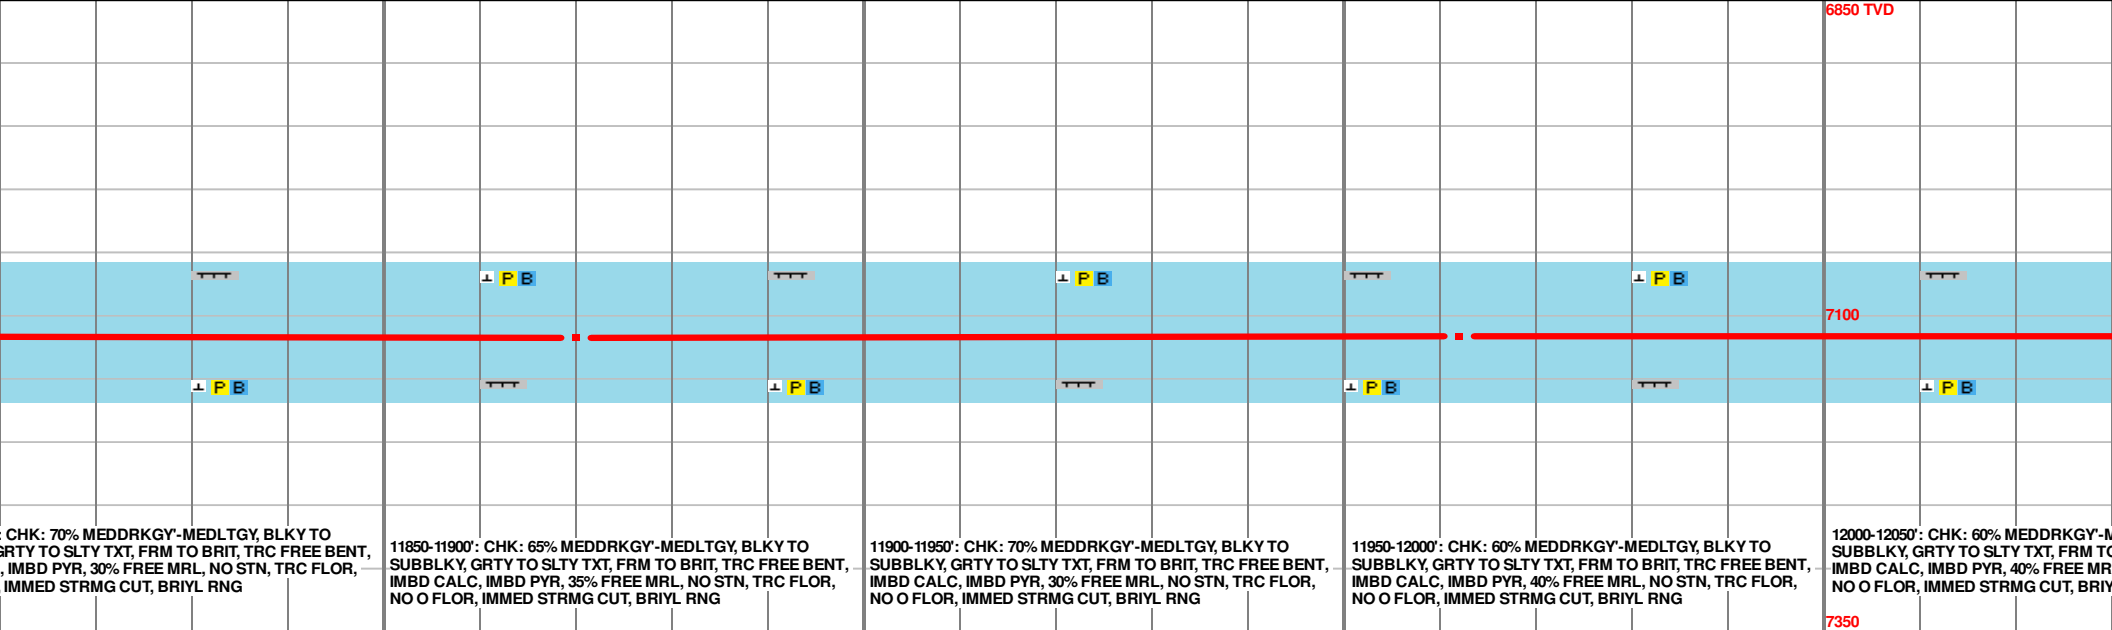 6850 TVD
⊥ P B
⊥ P B
⊥ P B
7100
⊥ P B
⊥ P B
⊥ P B
⊥ P B
: CHK: 70% MEDDRKGY'-MEDLTGY, BLKY TO
GRTY TO SLTY TXT, FRM TO BRIT, TRC FREE BENT,
, IMBD PYR, 30% FREE MRL, NO STN, TRC FLOR,
, IMMED STRMG CUT, BRIYL RNG
11850-11900': CHK: 65% MEDDRKGY'-MEDLTGY, BLKY TO
SUBBLKY, GRTY TO SLTY TXT, FRM TO BRIT, TRC FREE BENT,
IMBD CALC, IMBD PYR, 35% FREE MRL, NO STN, TRC FLOR,
NO O FLOR, IMMED STRMG CUT, BRIYL RNG
11900-11950': CHK: 70% MEDDRKGY'-MEDLTGY, BLKY TO
SUBBLKY, GRTY TO SLTY TXT, FRM TO BRIT, TRC FREE BENT,
IMBD CALC, IMBD PYR, 30% FREE MRL, NO STN, TRC FLOR,
NO O FLOR, IMMED STRMG CUT, BRIYL RNG
11950-12000': CHK: 60% MEDDRKGY'-MEDLTGY, BLKY TO
SUBBLKY, GRTY TO SLTY TXT, FRM TO BRIT, TRC FREE BENT,
IMBD CALC, IMBD PYR, 40% FREE MRL, NO STN, TRC FLOR,
NO O FLOR, IMMED STRMG CUT, BRIYL RNG
12000-12050': CHK: 60% MEDDRKGY'-M
SUBBLKY, GRTY TO SLTY TXT, FRM TO
IMBD CALC, IMBD PYR, 40% FREE MR
NO O FLOR, IMMED STRMG CUT, BRIY
7350